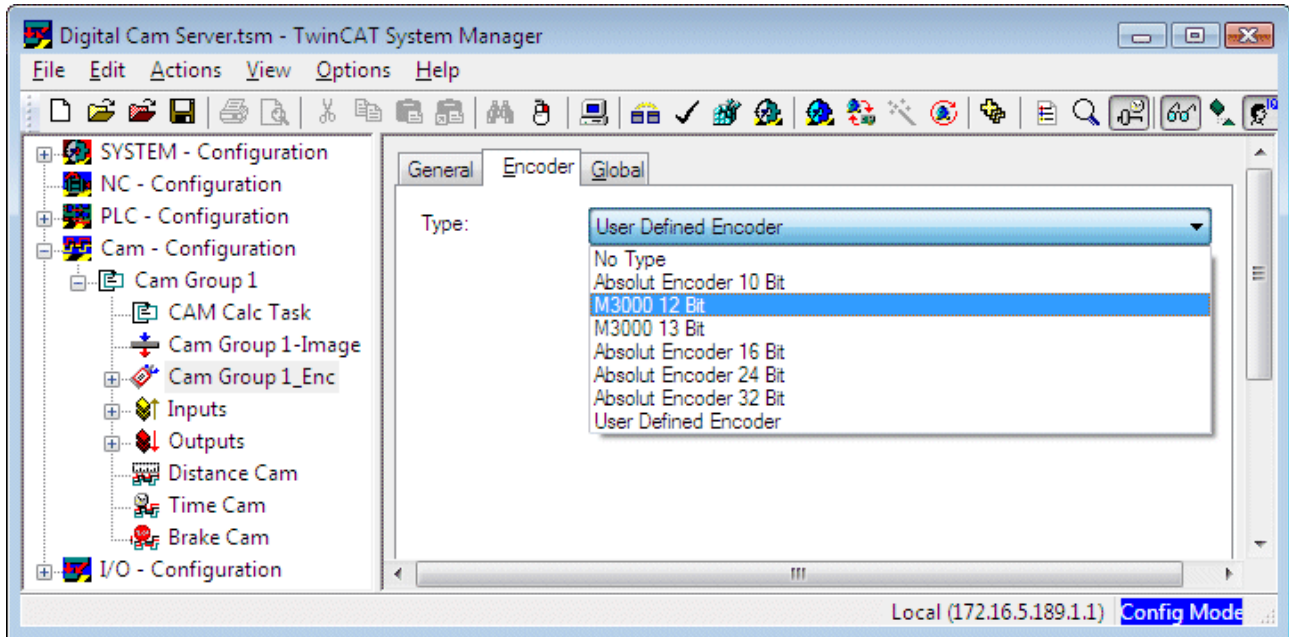 Digital Cam Server.tsm - TwinCAT System Manager
File Edit Actions View Options Help
SYSTEM - Configuration
NC - Configuration
PLC - Configuration
Cam - Configuration
Cam Group 1
CAM Calc Task
Cam Group 1-Image
Cam Group 1_Enc
Inputs
Outputs
Distance Cam
Time Cam
Brake Cam
I/O - Configuration
General Encoder Global
Type: User Defined Encoder
No Type
Absolut Encoder 10 Bit
M3000 12 Bit
M3000 13 Bit
Absolut Encoder 16 Bit
Absolut Encoder 24 Bit
Absolut Encoder 32 Bit
User Defined Encoder
Local (172.16.5.189.1.1) Config Mode